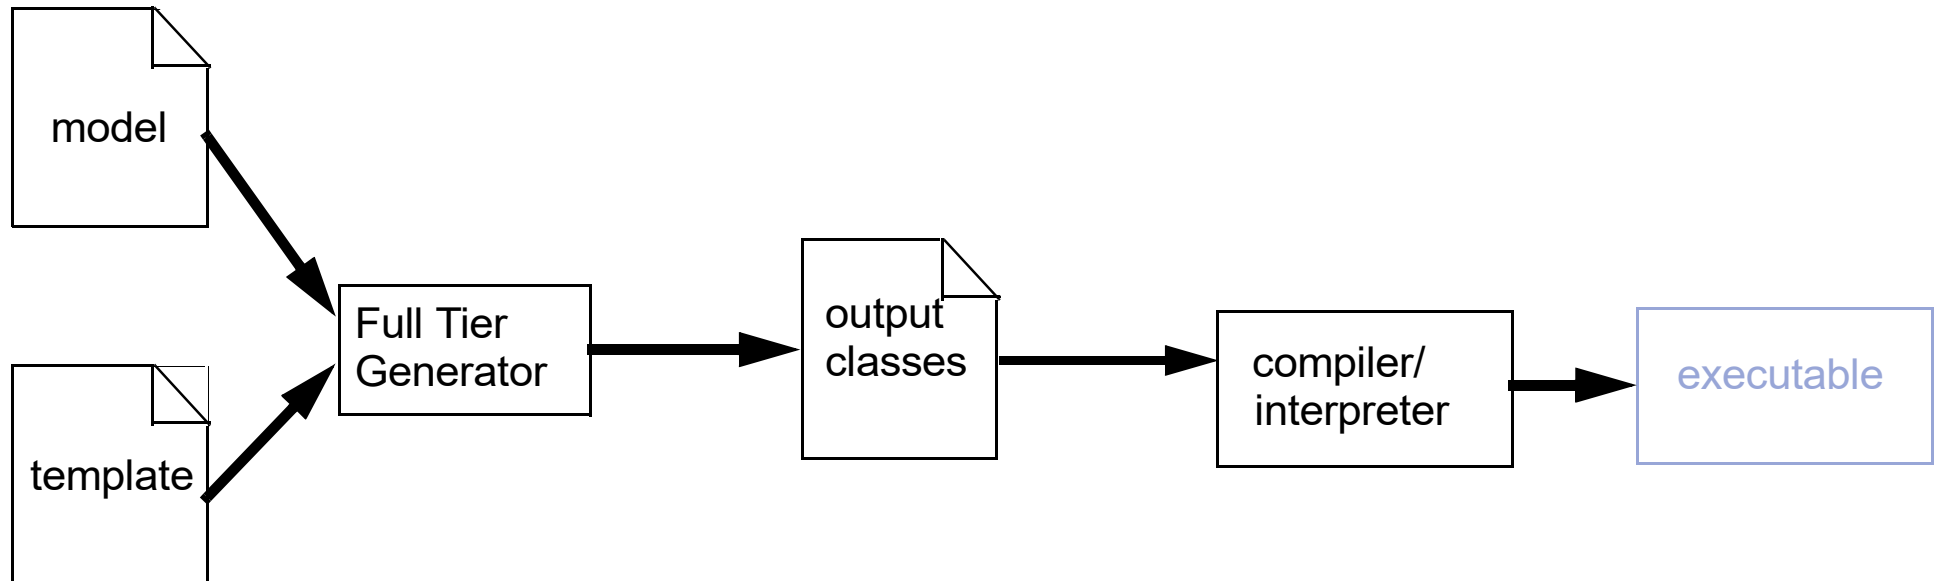 model
template
Full Tier
Generator
output
classes
compiler/
interpreter
executable